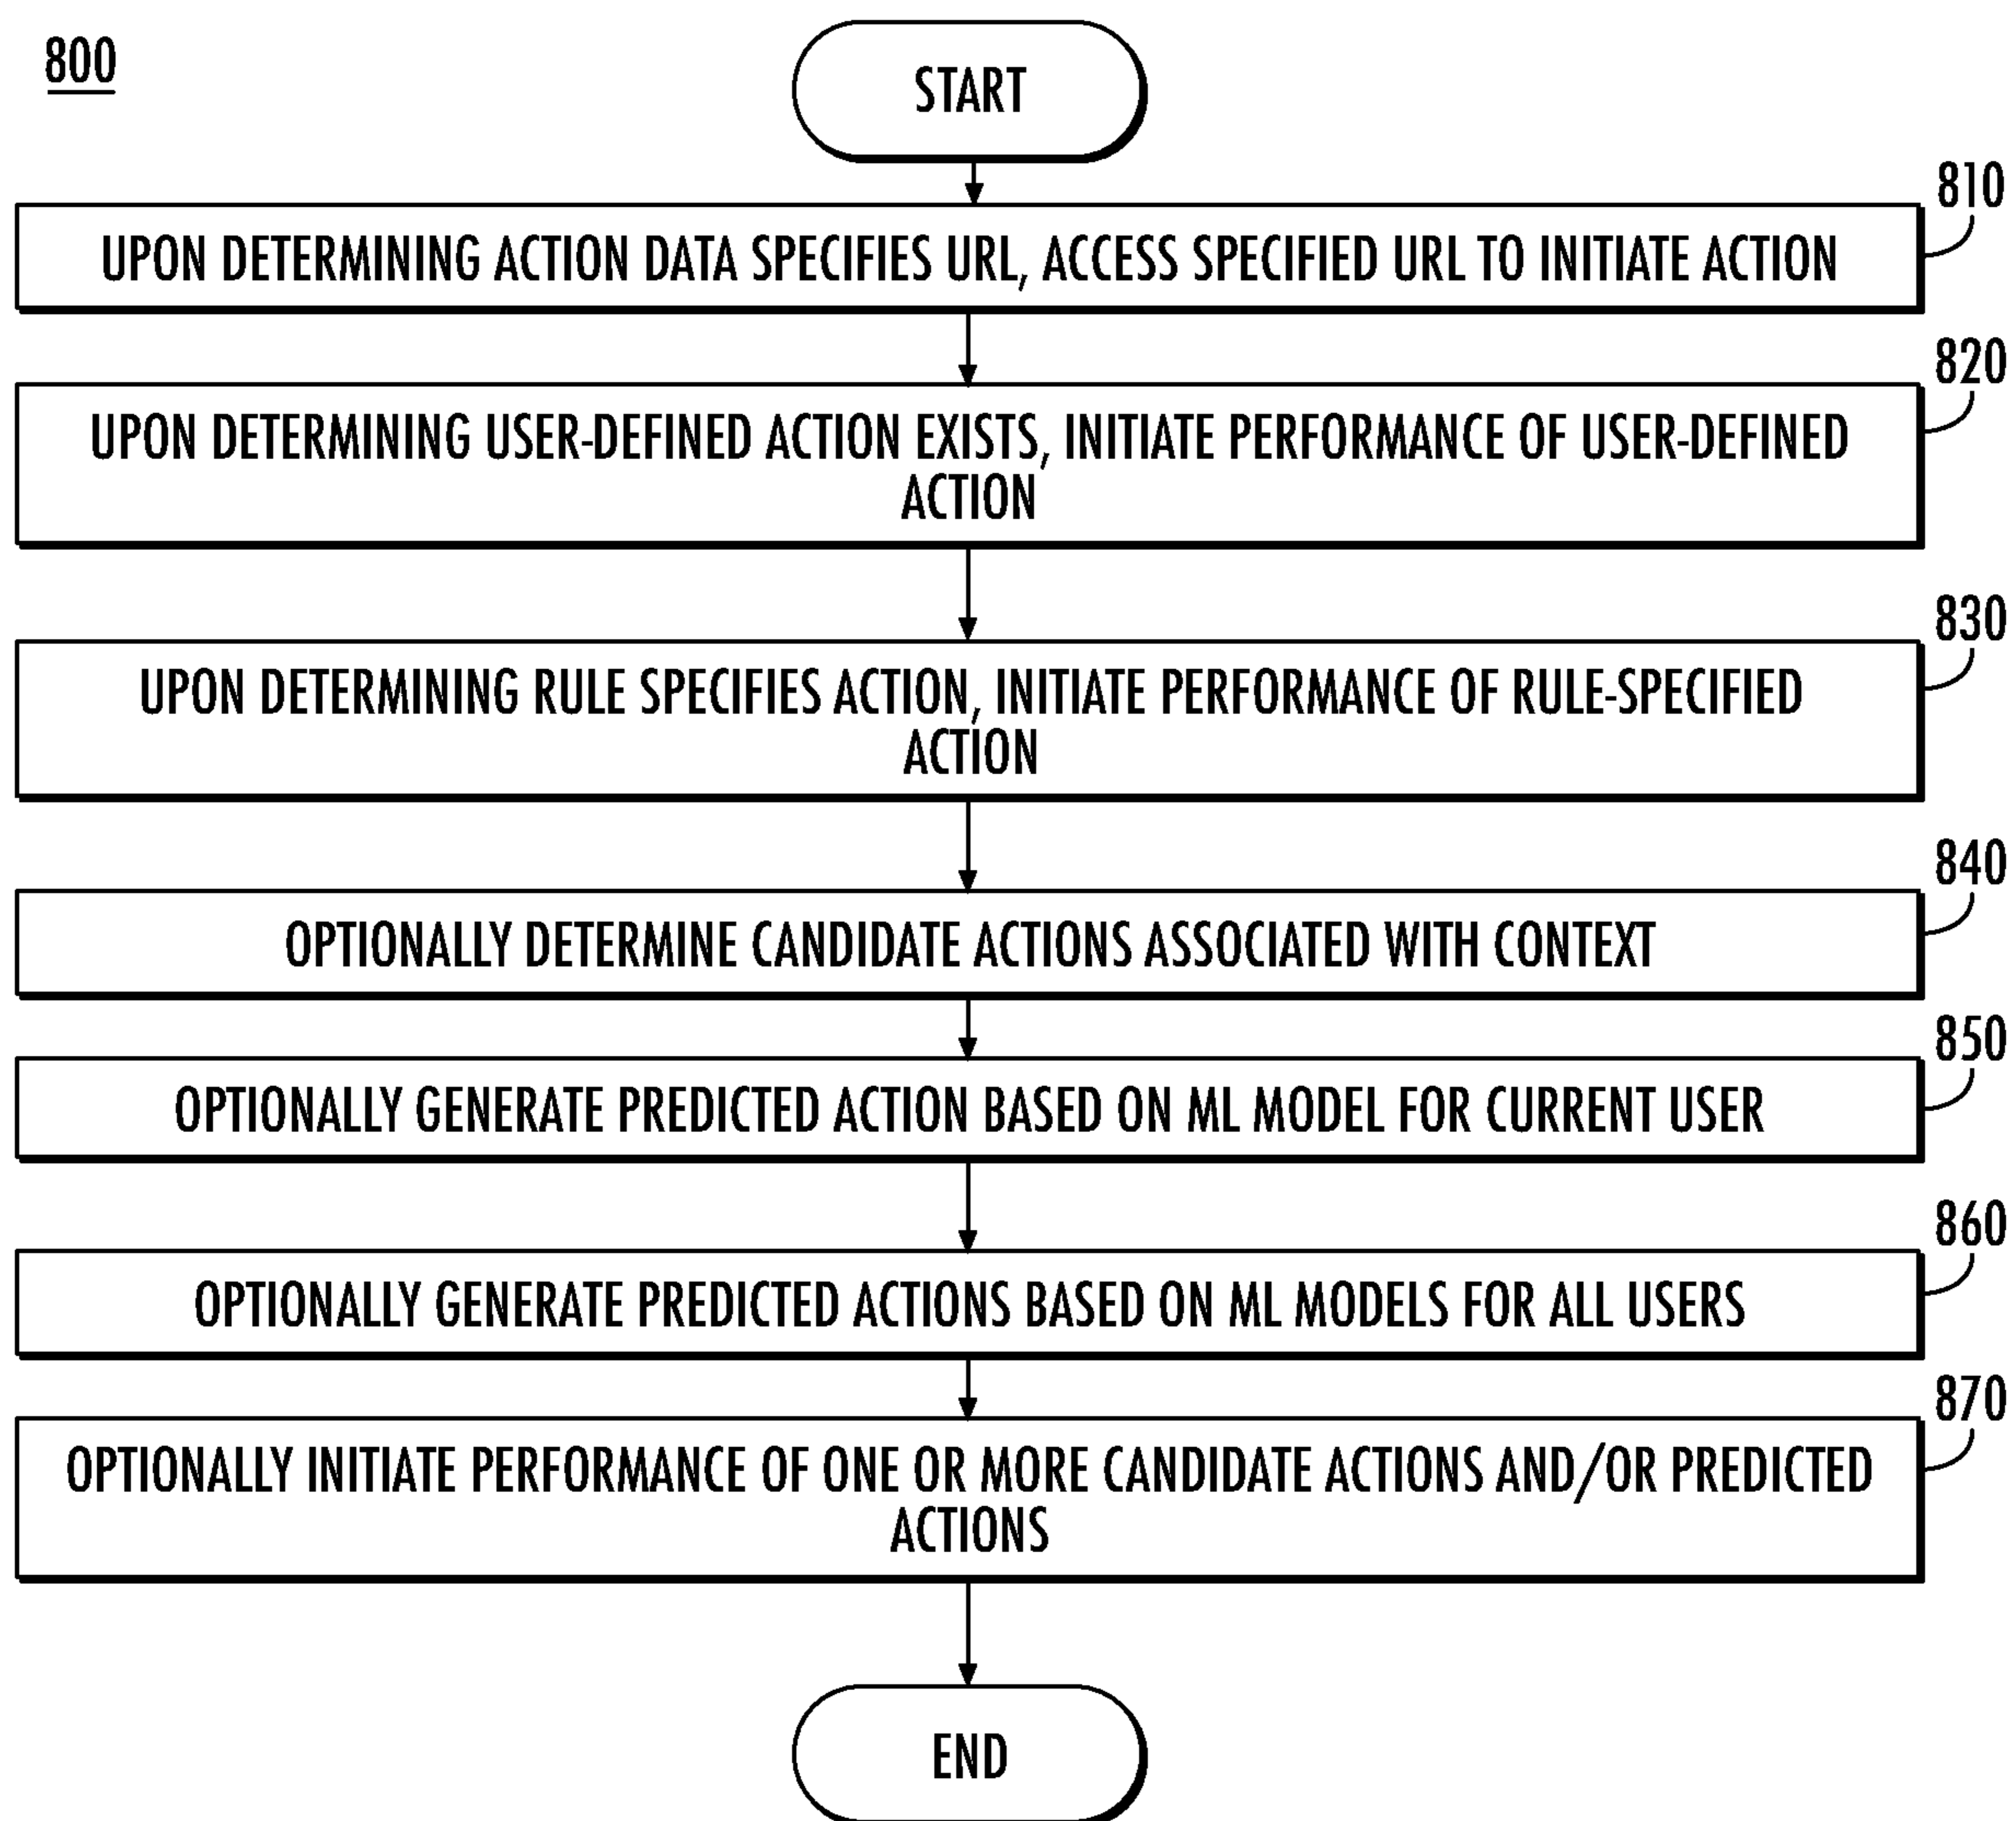 800
START
810
UPON DETERMINING ACTION DATA SPECIFIES URL, ACCESS SPECIFIED URL TO INITIATE ACTION
820
UPON DETERMINING USER-DEFINED ACTION EXISTS, INITIATE PERFORMANCE OF USER-DEFINED
ACTION
830
UPON DETERMINING RULE SPECIFIES ACTION, INITIATE PERFORMANCE OF RULE-SPECIFIED
ACTION
840
OPTIONALLY DETERMINE CANDIDATE ACTIONS ASSOCIATED WITH CONTEXT
850
OPTIONALLY GENERATE PREDICTED ACTION BASED ON ML MODEL FOR CURRENT USER
860
OPTIONALLY GENERATE PREDICTED ACTIONS BASED ON ML MODELS FOR ALL USERS
870
OPTIONALLY INITIATE PERFORMANCE OF ONE OR MORE CANDIDATE ACTIONS AND/OR PREDICTED
ACTIONS
END